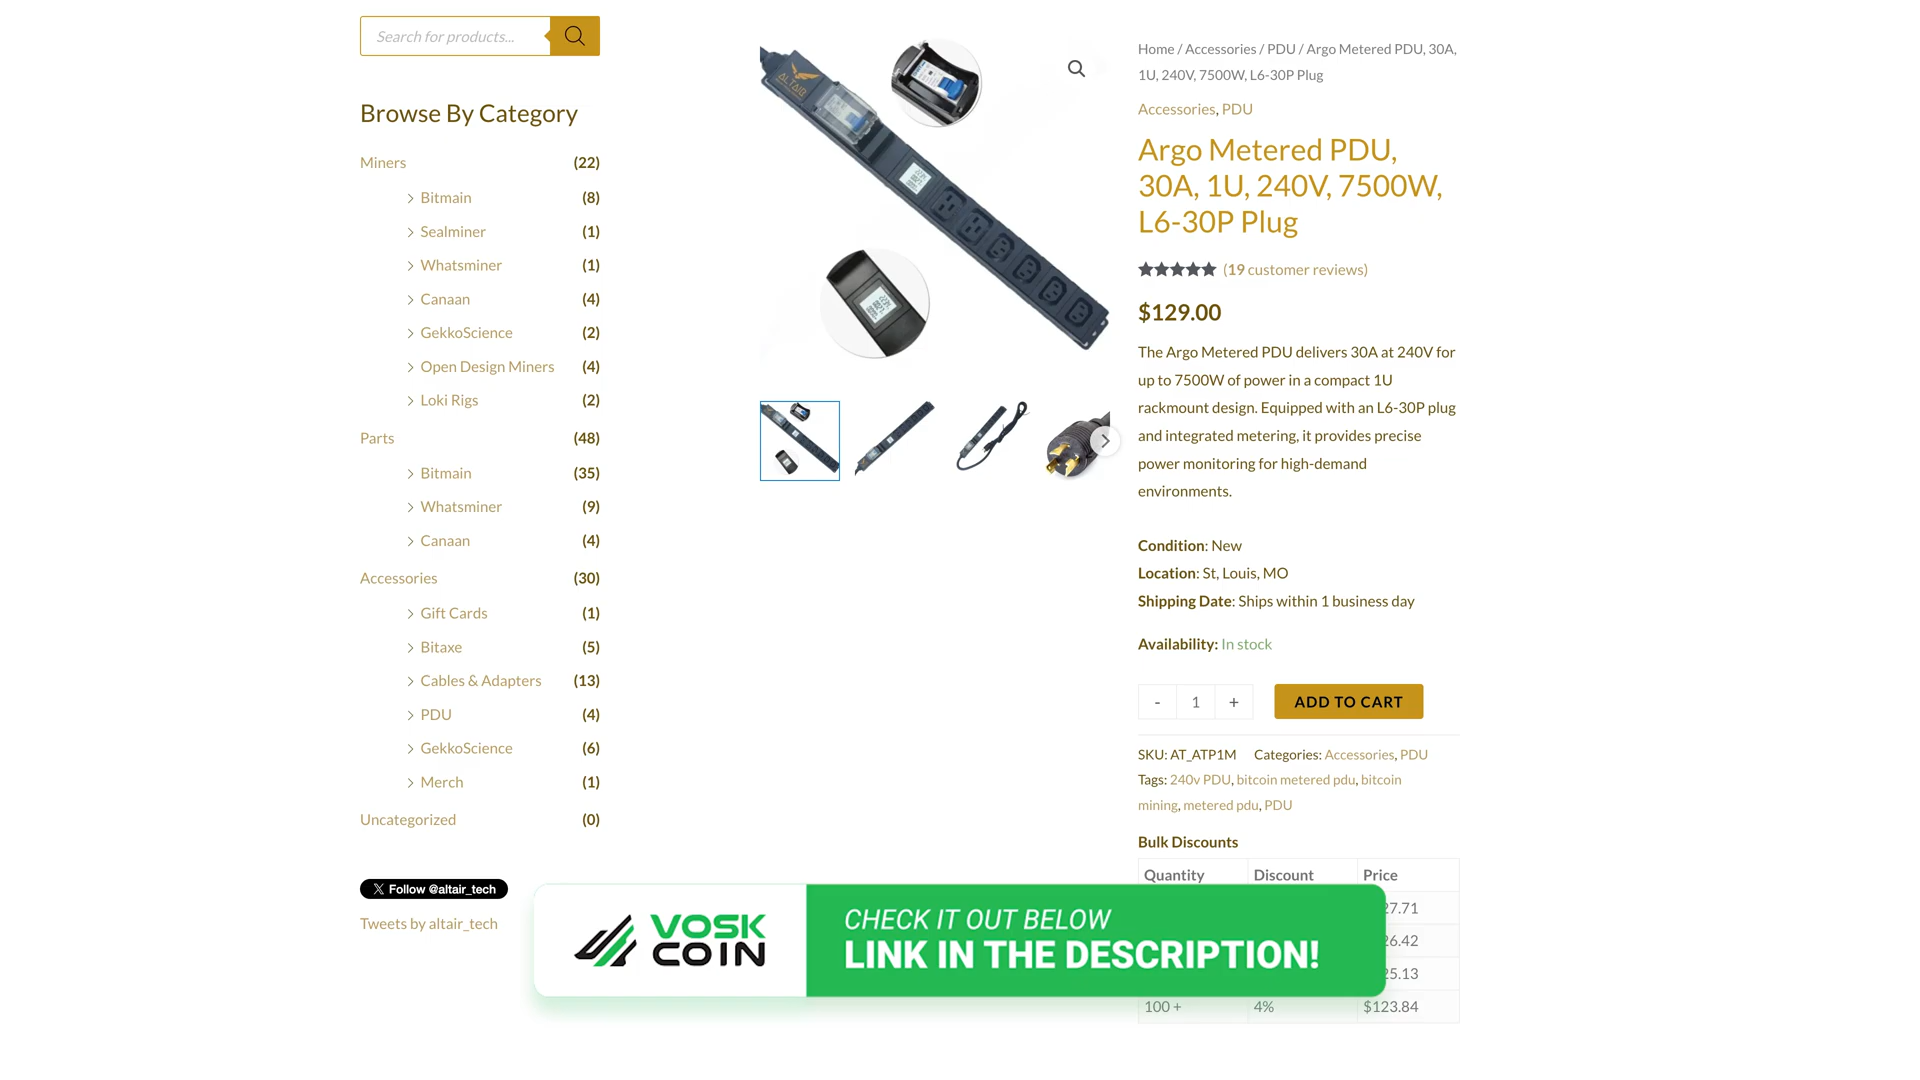 Search for products...
Browse By Category
Miners (22)
Bitmain (8)
Sealminer (1)
Whatsminer (1)
Canaan (4)
GekkoScience (2)
Open Design Miners (4)
Loki Rigs (2)
Parts (48)
Bitmain (35)
Whatsminer (9)
Canaan (4)
Accessories (30)
Gift Cards (1)
Bitaxe (5)
Cables & Adapters (13)
PDU (4)
GekkoScience (6)
Merch (1)
Uncategorized (0)
X Follow @altair_tech
Tweets by altair_tech
ALTAIR
Home / Accessories / PDU / Argo Metered PDU, 30A,
1U, 240V, 7500W, L6-30P Plug
Accessories, PDU
Argo Metered PDU,
30A, 1U, 240V, 7500W,
L6-30P Plug
(19 customer reviews)
$129.00
The Argo Metered PDU delivers 30A at 240V for
up to 7500W of power in a compact 1U
rackmount design. Equipped with an L6-30P plug
and integrated metering, it provides precise
power monitoring for high-demand
environments.
Condition: New
Location: St, Louis, MO
Shipping Date: Ships within 1 business day
Availability: In stock
- 1 + ADD TO CART
SKU: AT_ATP1M Categories: Accessories, PDU
Tags: 240v PDU, bitcoin metered pdu, bitcoin
mining, metered pdu, PDU
Bulk Discounts
Quantity Discount Price
27.71
26.42
25.13
100 + 4% $123.84
VOSK
COIN
CHECK IT OUT BELOW
LINK IN THE DESCRIPTION!